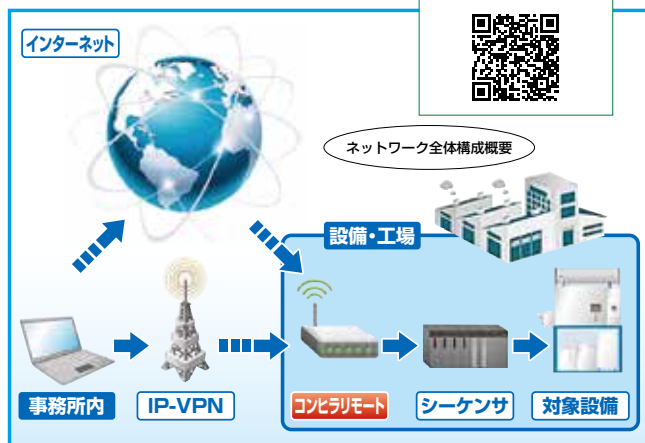 インターネット
ネットワーク全体構成概要
設備・工場
事務所内
IP-VPN
コンヒラリモート
シーケンサ
対象設備